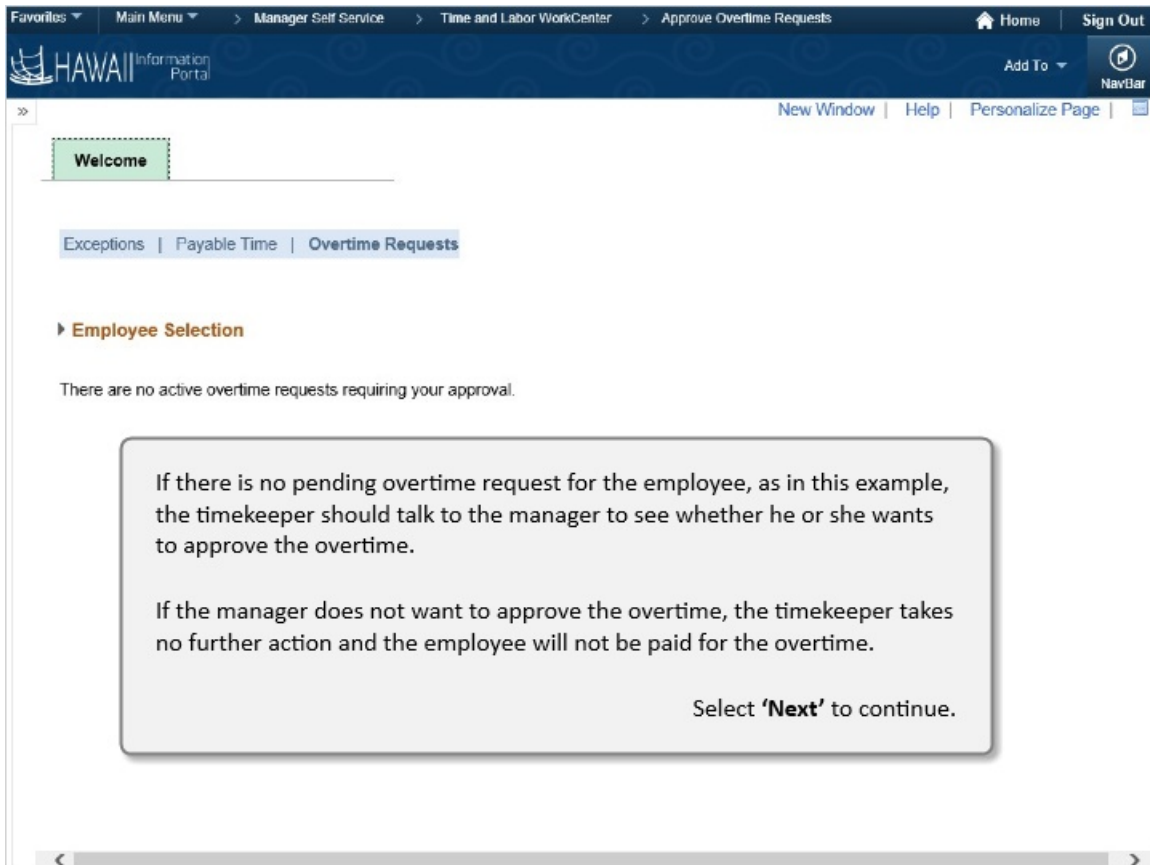 Favorites Main Menu > Manager Self Service > Time and Labor WorkCenter > Approve Overtime Requests Home Sign Out
HAWAII Information Portal Add To NavBar
» New Window | Help | Personalize Page |
Welcome
Exceptions | Payable Time | Overtime Requests
Employee Selection
There are no active overtime requests requiring your approval.
If there is no pending overtime request for the employee, as in this example,
the timekeeper should talk to the manager to see whether he or she wants
to approve the overtime.
If the manager does not want to approve the overtime, the timekeeper takes
no further action and the employee will not be paid for the overtime.
Select ‘Next’ to continue.